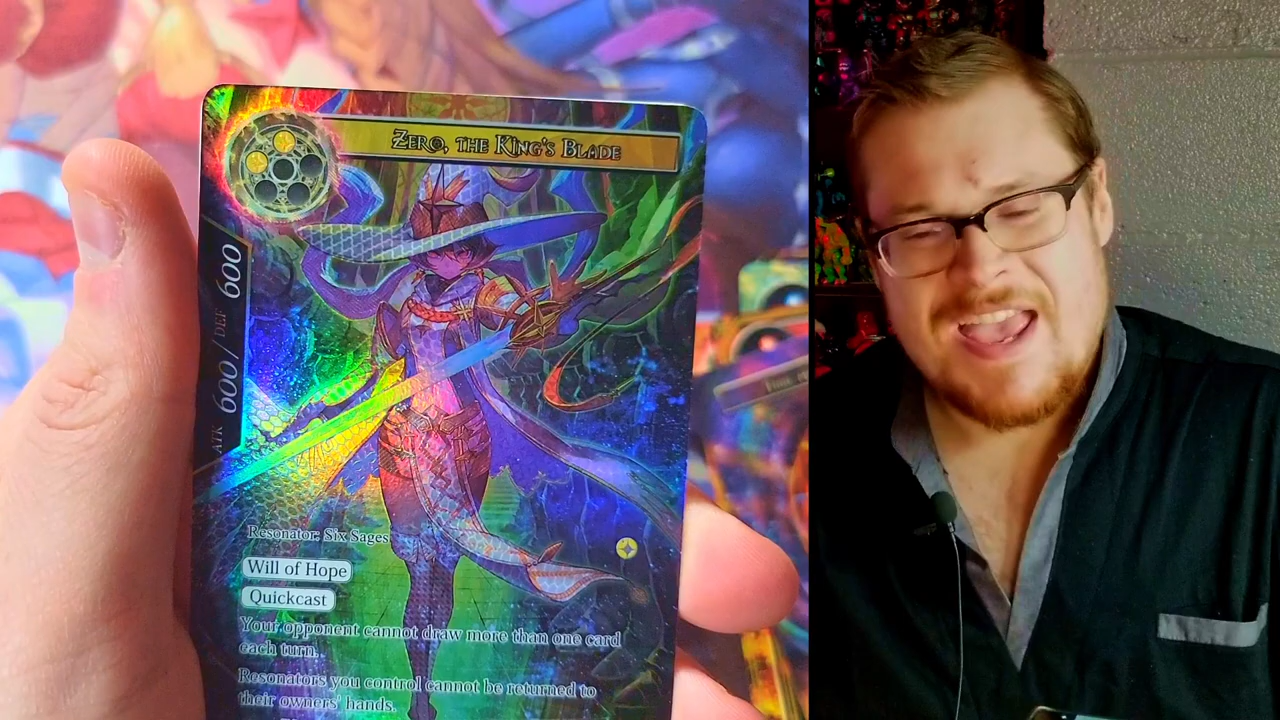 Zero, the King's Blade
ATK 600 / DEF 600
Resonator: Six Sages
Will of Hope
Quickcast
Your opponent cannot draw more than one card
each turn.
Resonators you control cannot be returned to
their owners' hands.